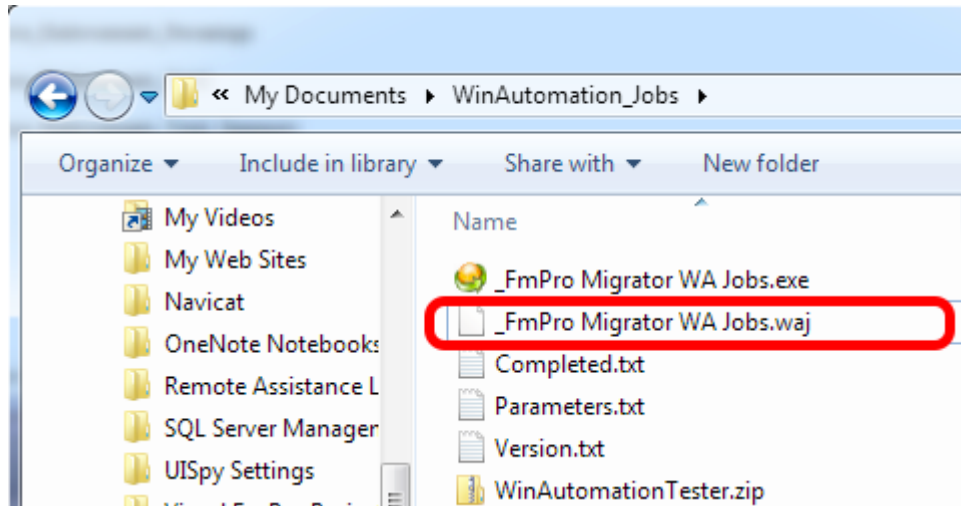 « My Documents ▸ WinAutomation_Jobs ▸
Organize ▾ Include in library ▾ Share with ▾ New folder
My Videos
My Web Sites
Navicat
OneNote Notebooks
Remote Assistance L
SQL Server Manager
UISpy Settings
Name
_FmPro Migrator WA Jobs.exe
_FmPro Migrator WA Jobs.waj
Completed.txt
Parameters.txt
Version.txt
WinAutomationTester.zip